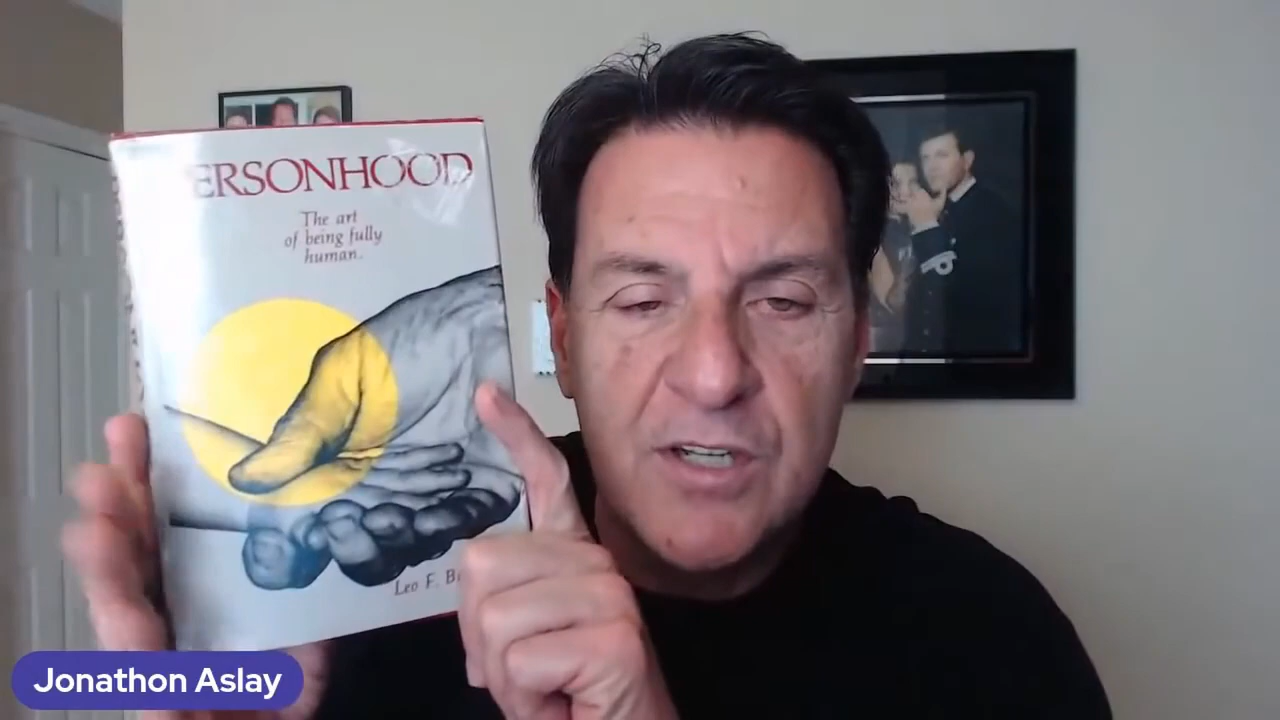 ERSONHOOD
The art
of being fully
human.
Leo F. B
Jonathon Aslay